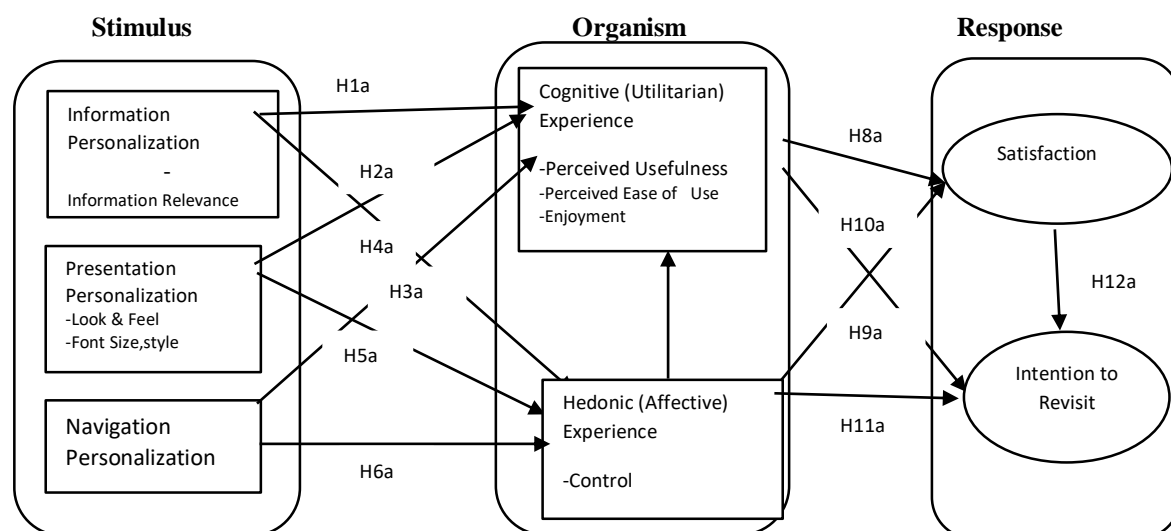 Stimulus
Organism
Response
Information
Personalization
-
Information Relevance
Presentation
Personalization
-Look & Feel
-Font Size,style
Navigation
Personalization
H1a
H2a
H4a
H3a
H5a
H6a
Cognitive (Utilitarian)
Experience
-Perceived Usefulness
-Perceived Ease of Use
-Enjoyment
Hedonic (Affective)
Experience
-Control
H8a
H10a
H9a
H11a
Satisfaction
H12a
Intention to
Revisit